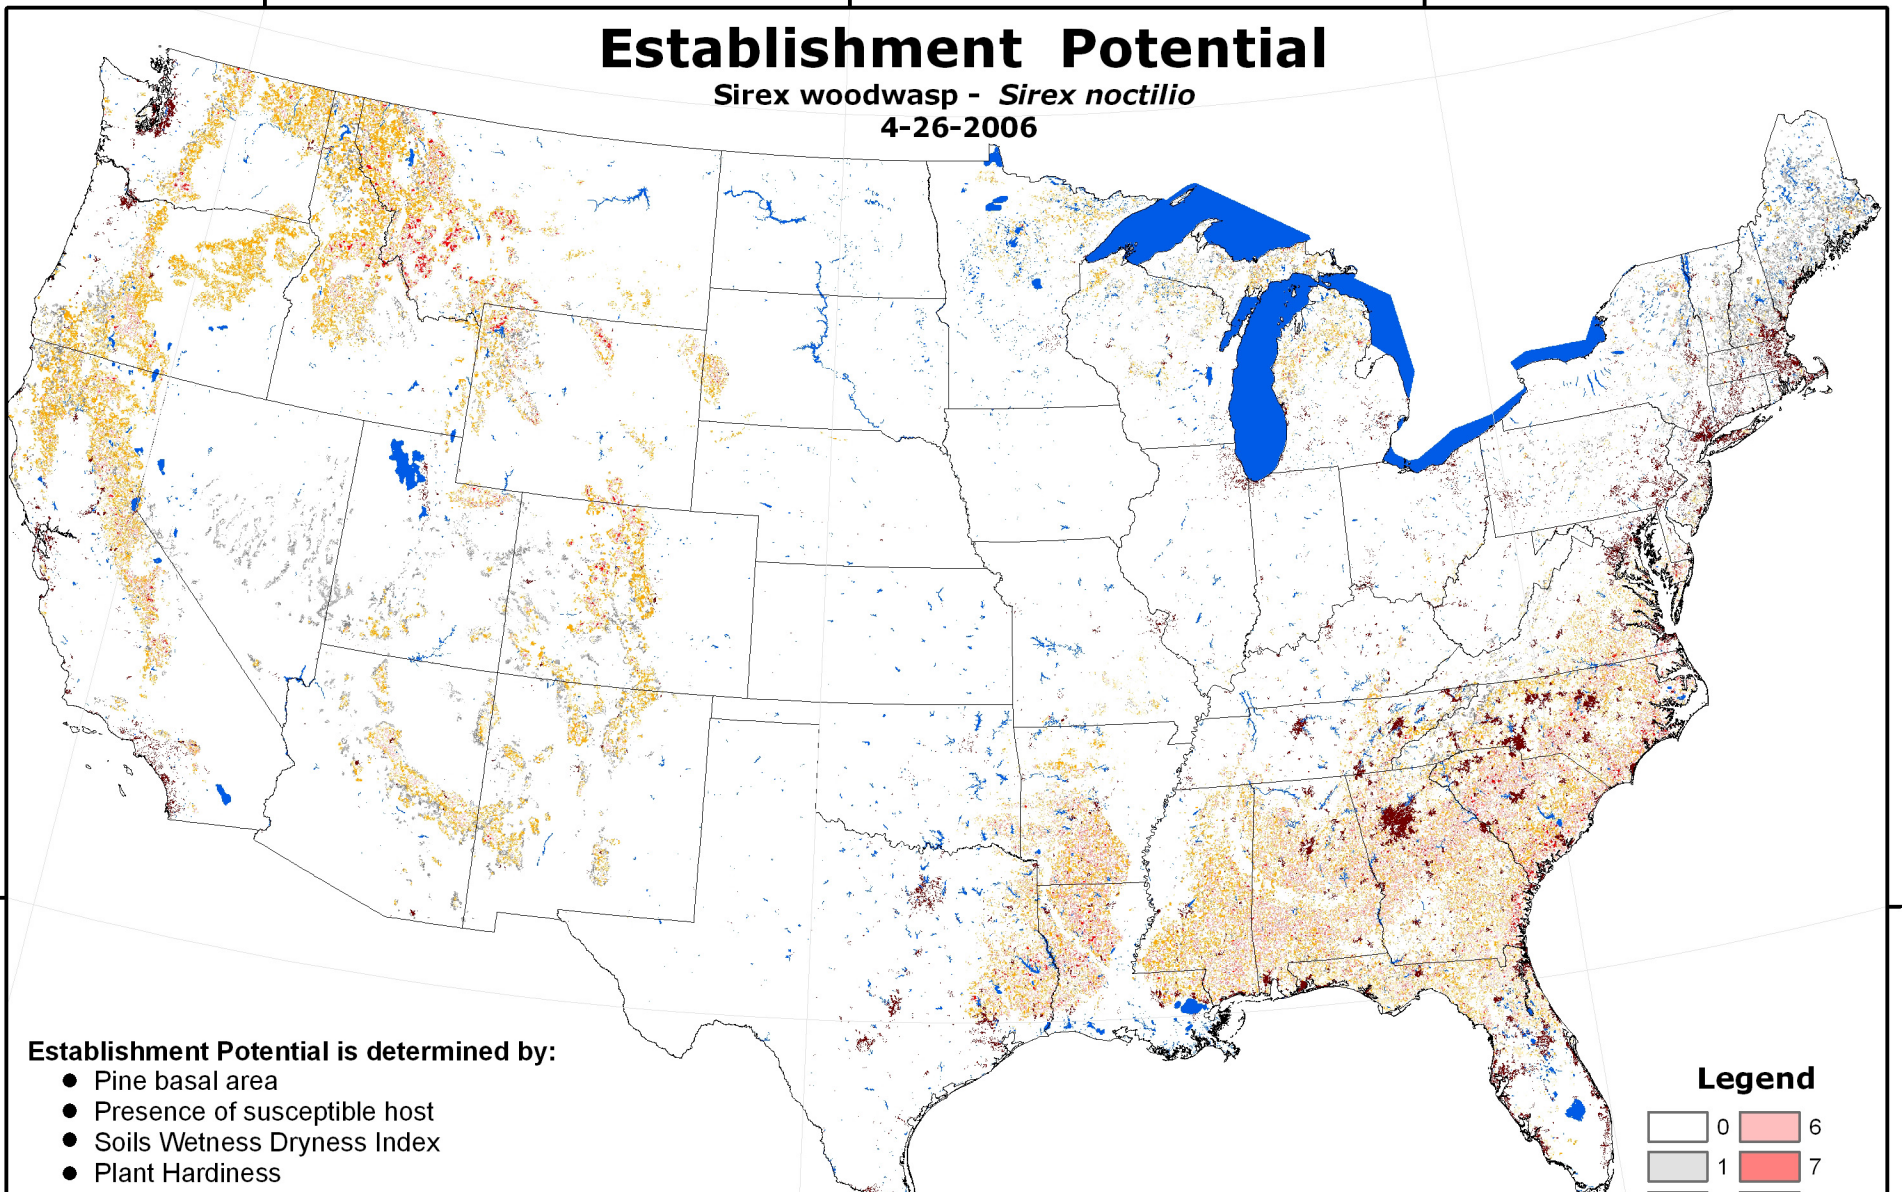 Establishment Potential
Sirex woodwasp - Sirex noctilio
4-26-2006
Establishment Potential is determined by:
● Pine basal area
● Presence of susceptible host
● Soils Wetness Dryness Index
● Plant Hardiness
Legend
0 6
1 7